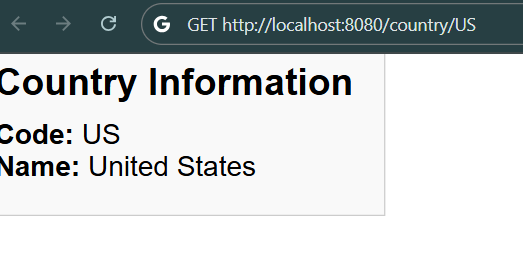 GET http://localhost:8080/country/US
Country Information
Code: US
Name: United States